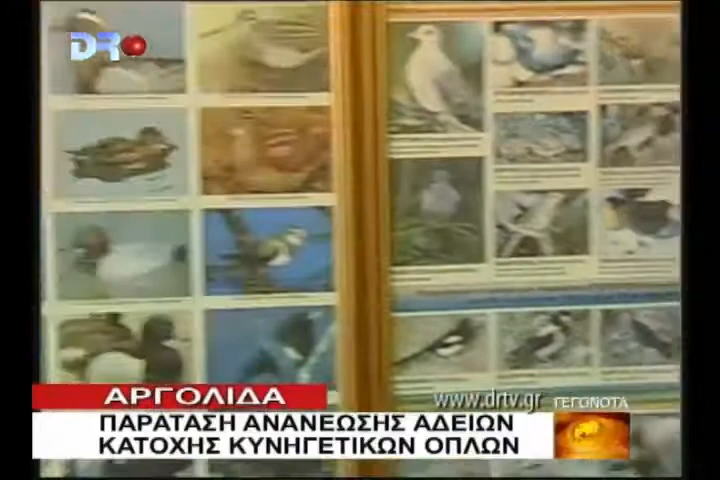 DR
ΑΡΓΟΛΙΔΑ
www.drtv.gr
ΓΕΓΟΝΟΤΑ
ΠΑΡΑΤΑΣΗ ΑΝΑΝΕΩΣΗΣ ΑΔΕΙΩΝ
ΚΑΤΟΧΗΣ ΚΥΝΗΓΕΤΙΚΩΝ ΟΠΛΩΝ